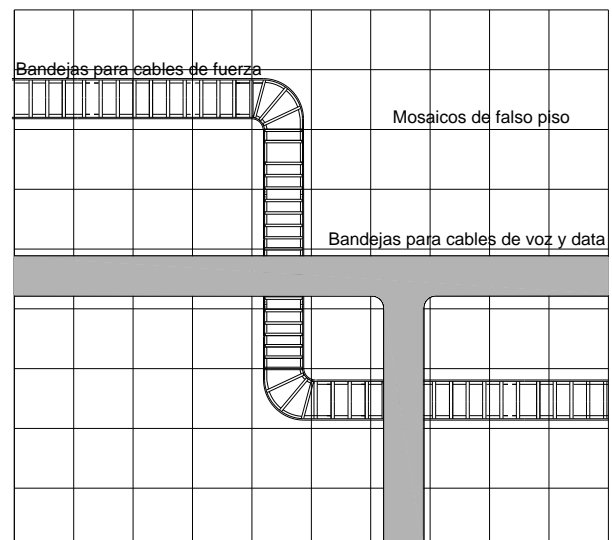 Bandejas para cables de fuerza
Mosaicos de falso piso
Bandejas para cables de voz y data